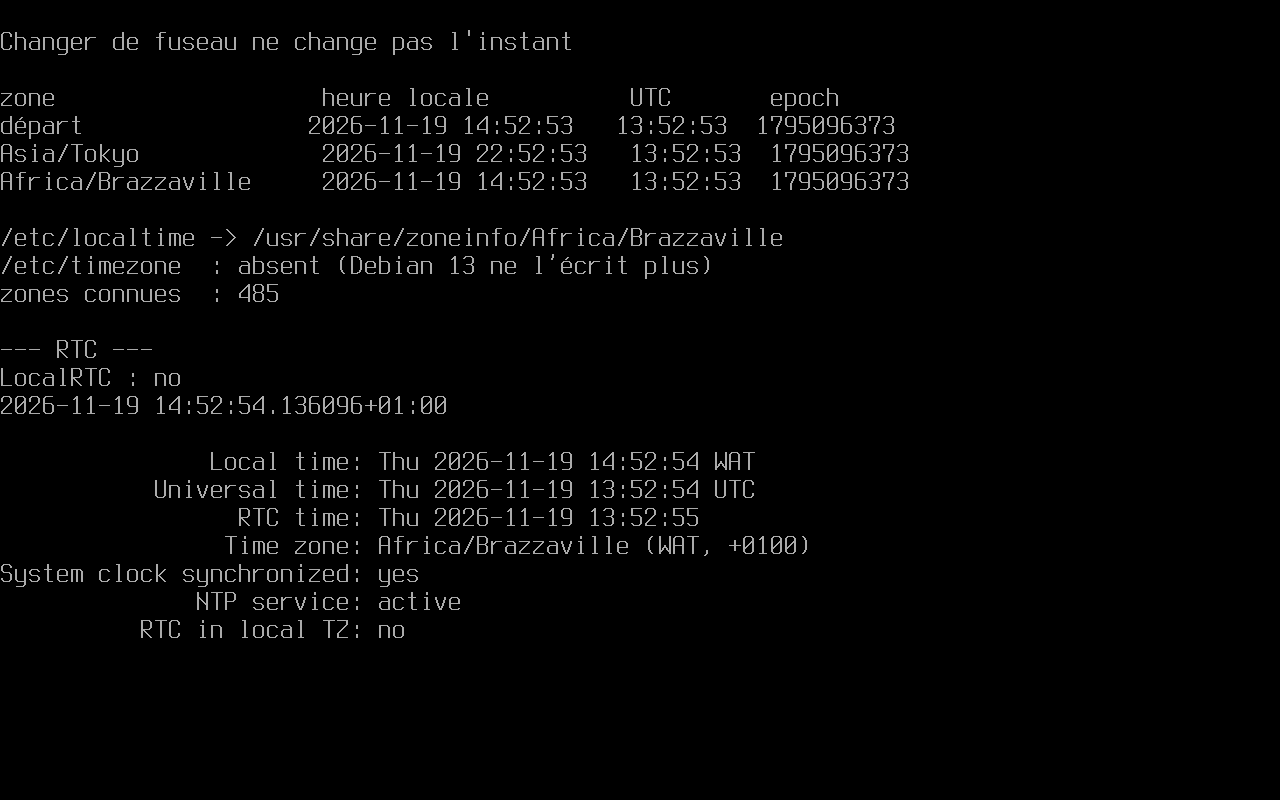 Changer de fuseau ne change pas l'instant
zone                   heure locale          UTC       epoch
départ                2026-11-19 14:52:53   13:52:53  1795096373
Asia/Tokyo             2026-11-19 22:52:53   13:52:53  1795096373
Africa/Brazzaville     2026-11-19 14:52:53   13:52:53  1795096373
/etc/localtime -> /usr/share/zoneinfo/Africa/Brazzaville
/etc/timezone  : absent (Debian 13 ne l'écrit plus)
zones connues  : 485
--- RTC ---
LocalRTC : no
2026-11-19 14:52:54.136096+01:00
               Local time: Thu 2026-11-19 14:52:54 WAT
           Universal time: Thu 2026-11-19 13:52:54 UTC
                 RTC time: Thu 2026-11-19 13:52:55
                Time zone: Africa/Brazzaville (WAT, +0100)
System clock synchronized: yes
              NTP service: active
          RTC in local TZ: no